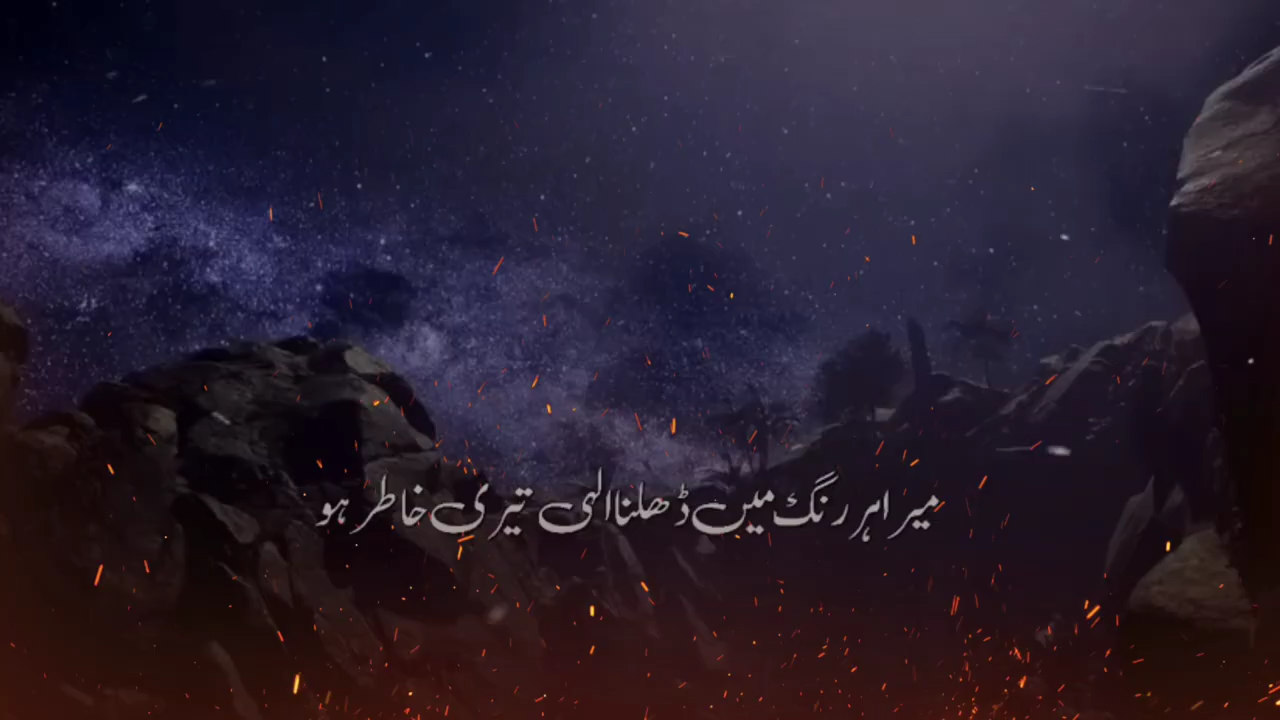 میرا ہر رنگ میں ڈھلنا الٰہی تیری خاطر ہو